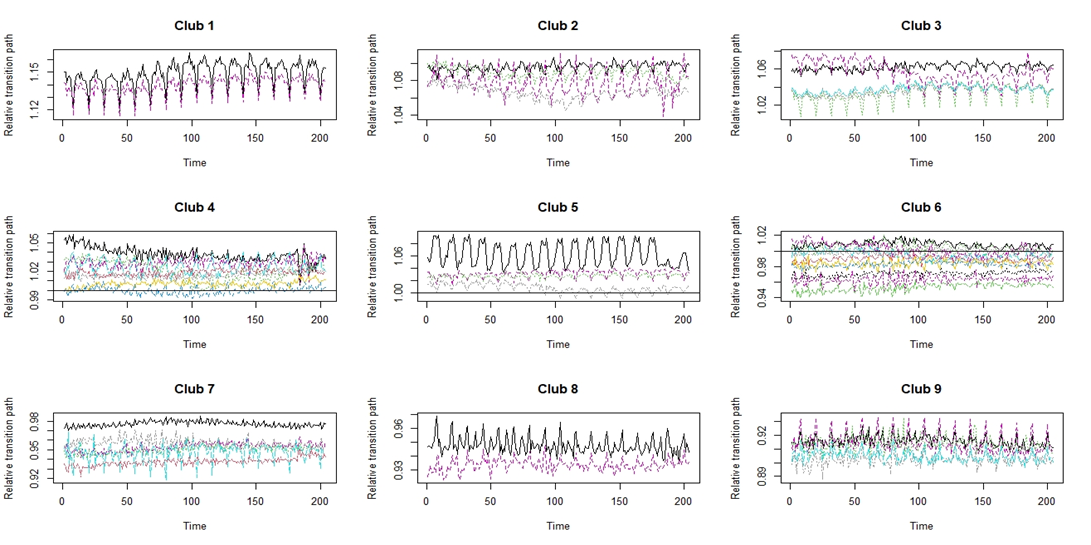 Club 1
Relative transition path
1.12
1.15
0
50
100
150
200
Time
Club 2
Relative transition path
1.04
1.08
0
50
100
150
200
Time
Club 3
Relative transition path
1.02
1.06
0
50
100
150
200
Time
Club 4
Relative transition path
0.99
1.02
1.05
0
50
100
150
200
Time
Club 5
Relative transition path
1.00
1.06
0
50
100
150
200
Time
Club 6
Relative transition path
0.94
0.98
1.02
0
50
100
150
200
Time
Club 7
Relative transition path
0.92
0.95
0.98
0
50
100
150
200
Time
Club 8
Relative transition path
0.93
0.96
0
50
100
150
200
Time
Club 9
Relative transition path
0.89
0.92
0
50
100
150
200
Time